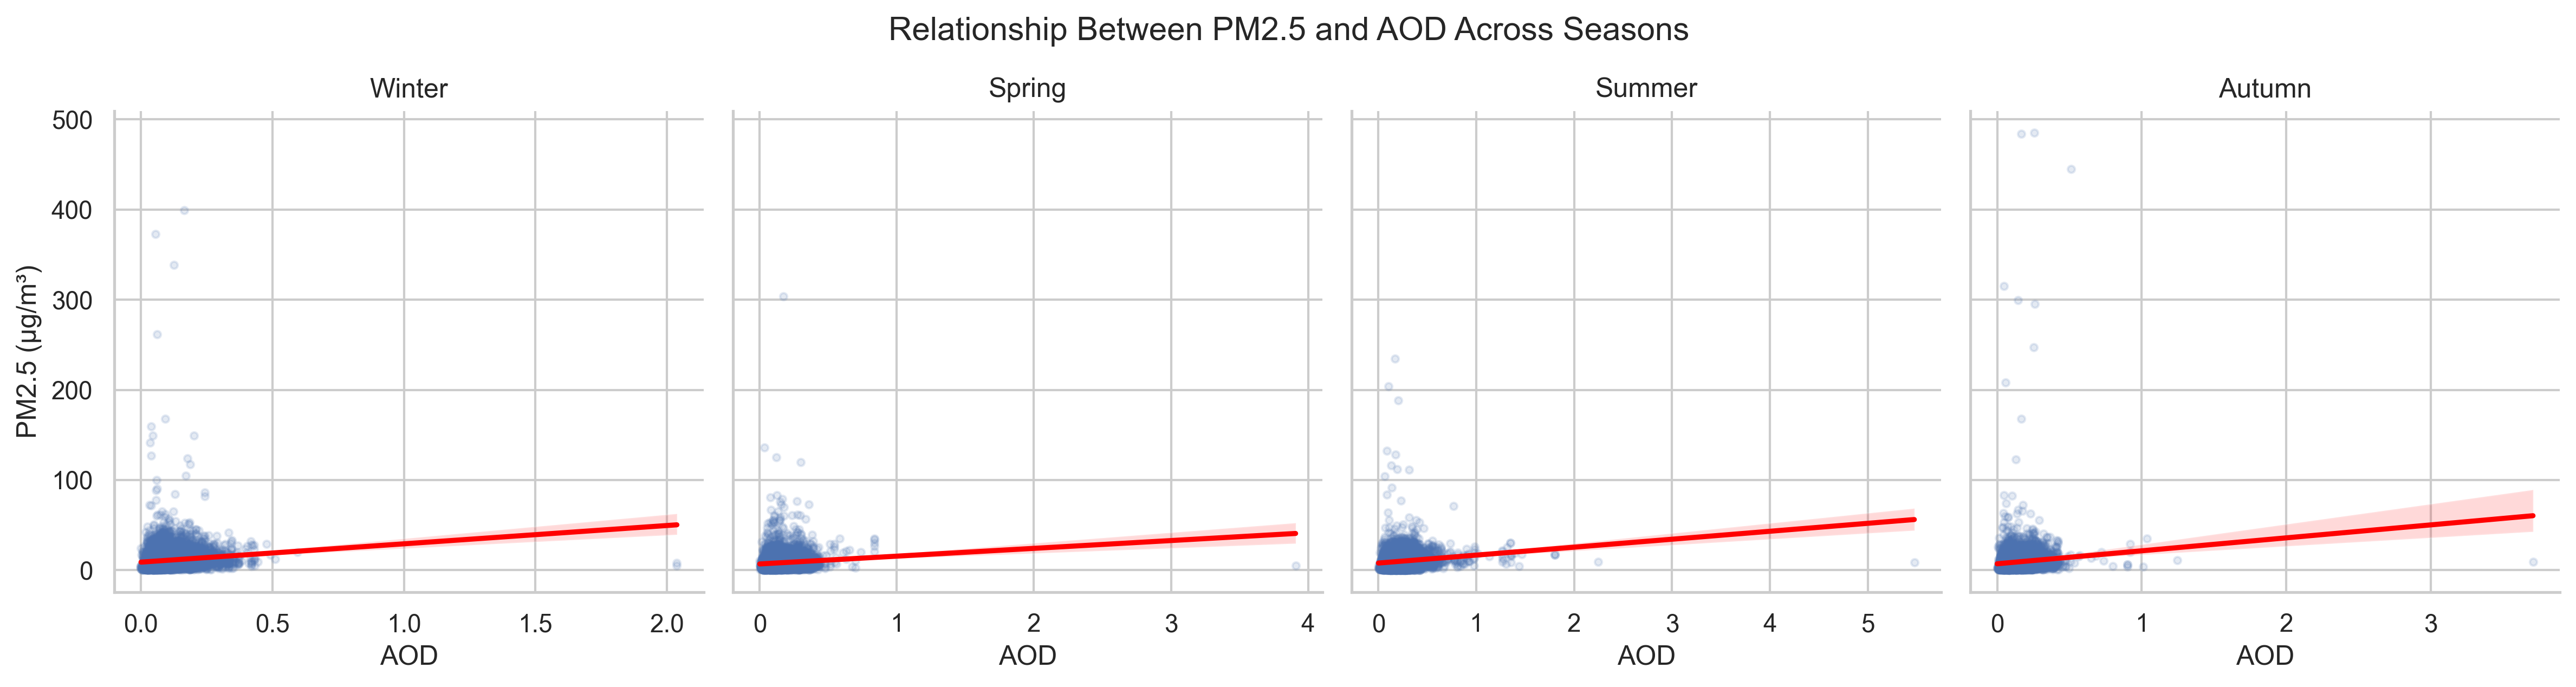 Relationship Between PM2.5 and AOD Across Seasons
Winter
Spring
Summer
Autumn
PM2.5 (µg/m³)
500
400
300
200
100
0
0.0 0.5 1.0 1.5 2.0
0 1 2 3 4
0 1 2 3 4 5
0 1 2 3
AOD
AOD
AOD
AOD